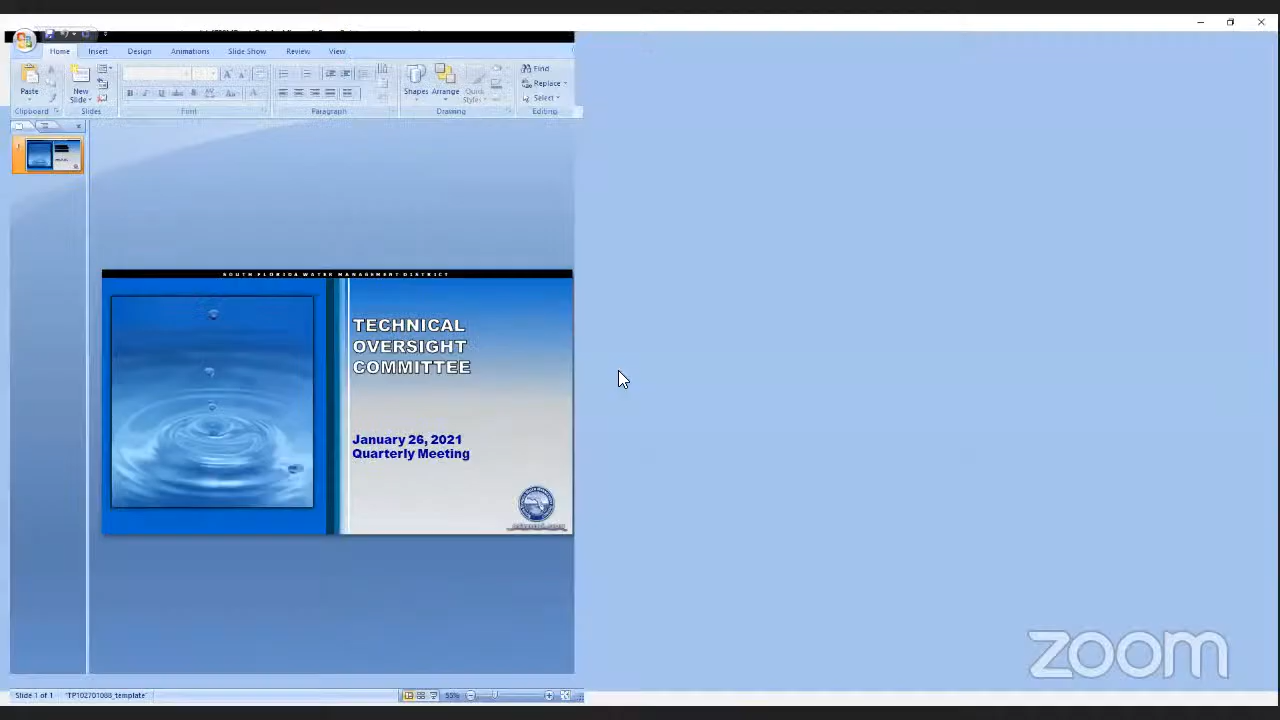 Home Insert Design Animations Slide Show Review View
Paste
New
Slide
Shapes Arrange Quick
Styles
Find
Replace
Select
Clipboard Slides Font Paragraph Drawing Editing
SOUTH FLORIDA WATER MANAGEMENT DISTRICT
TECHNICAL
OVERSIGHT
COMMITTEE
January 26, 2021
Quarterly Meeting
zoom
Slide 1 of 1 "TP102701088_template" 55%